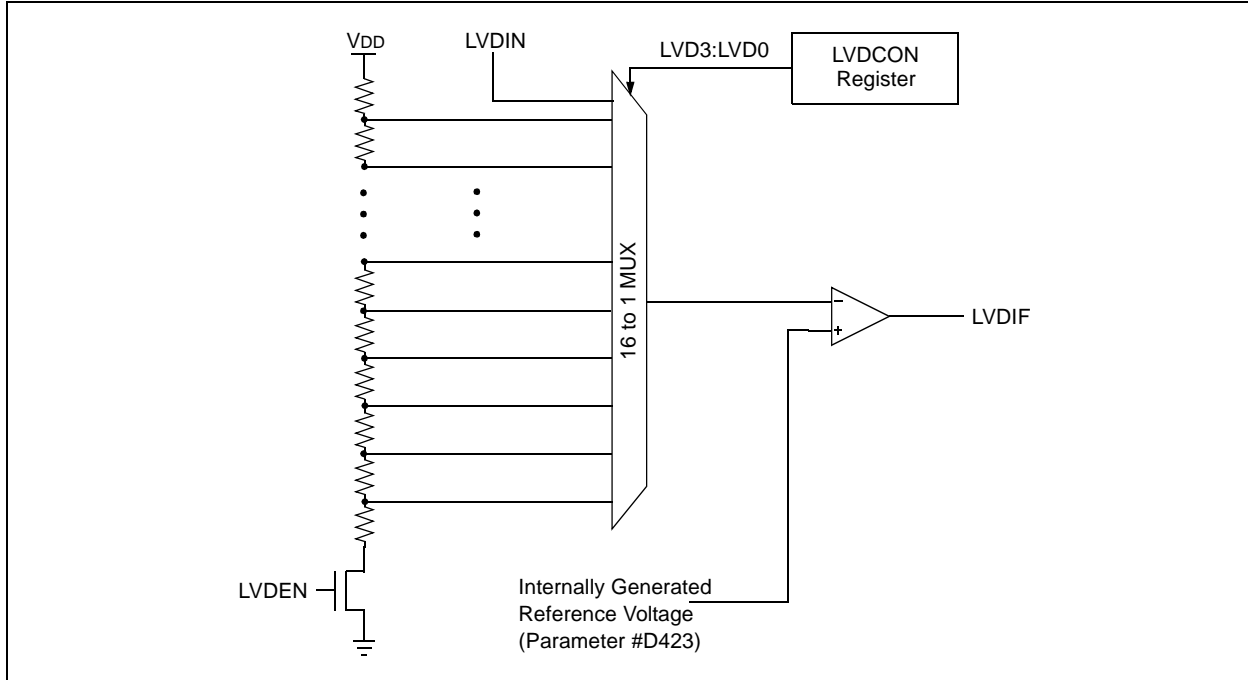 VDD
LVDIN
LVD3:LVD0
LVDCON
Register
16 to 1 MUX
-
+
LVDIF
LVDEN
Internally Generated
Reference Voltage
(Parameter #D423)